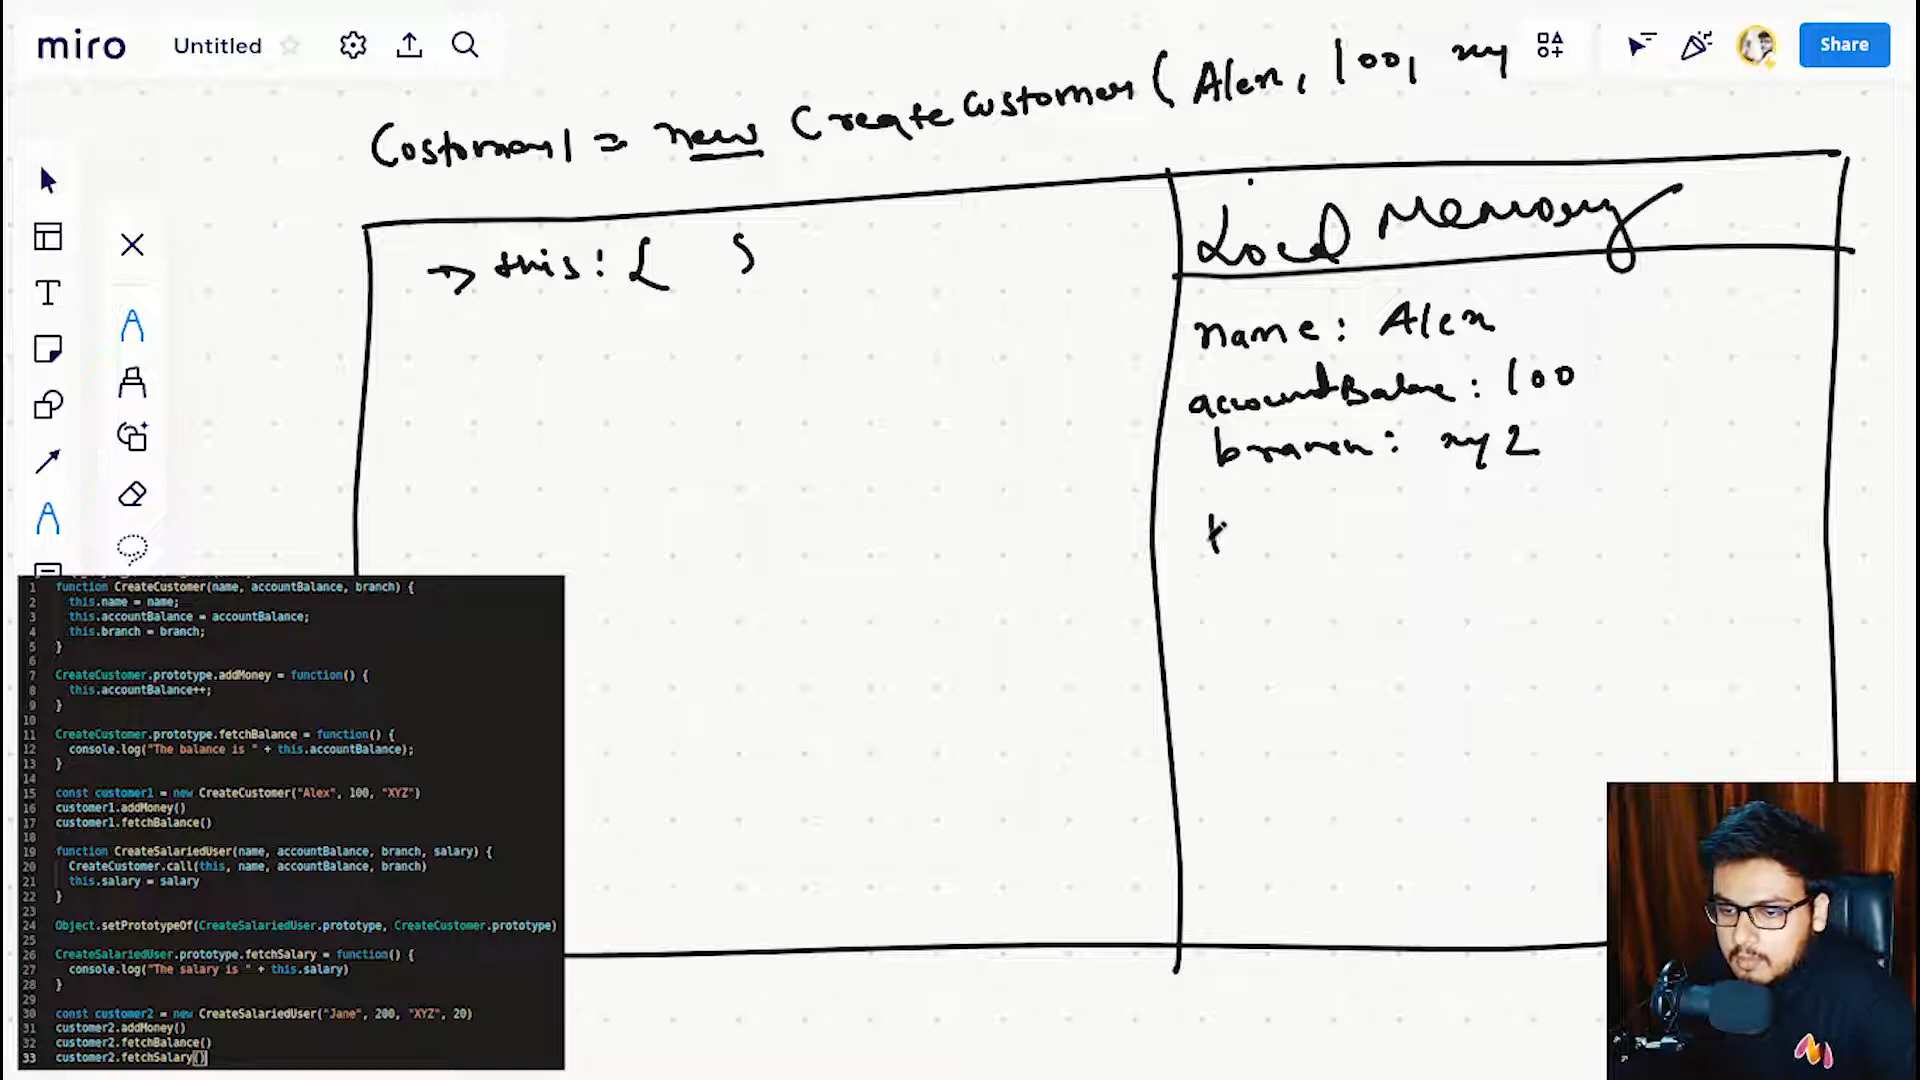 miro Untitled Share
Costomer1 = new CreateCustomer( Alex, 100, xy
→ this: { }
Local Memory
name: Alex
accountBalane: 100
branch: xyz
t
1 function CreateCustomer(name, accountBalance, branch) {
2 this.name = name;
3 this.accountBalance = accountBalance;
4 this.branch = branch;
5 }
6
7 CreateCustomer.prototype.addMoney = function() {
8 this.accountBalance++;
9 }
10
11 CreateCustomer.prototype.fetchBalance = function() {
12 console.log("The balance is " + this.accountBalance);
13 }
14
15 const customer1 = new CreateCustomer("Alex", 100, "XYZ")
16 customer1.addMoney()
17 customer1.fetchBalance()
18
19 function CreateSalariedUser(name, accountBalance, branch, salary) {
20 CreateCustomer.call(this, name, accountBalance, branch)
21 this.salary = salary
22 }
23
24 Object.setPrototypeOf(CreateSalariedUser.prototype, CreateCustomer.prototype)
25
26 CreateSalariedUser.prototype.fetchSalary = function() {
27 console.log("The salary is " + this.salary)
28 }
29
30 const customer2 = new CreateSalariedUser("Jane", 200, "XYZ", 20)
31 customer2.addMoney()
32 customer2.fetchBalance()
33 customer2.fetchSalary()